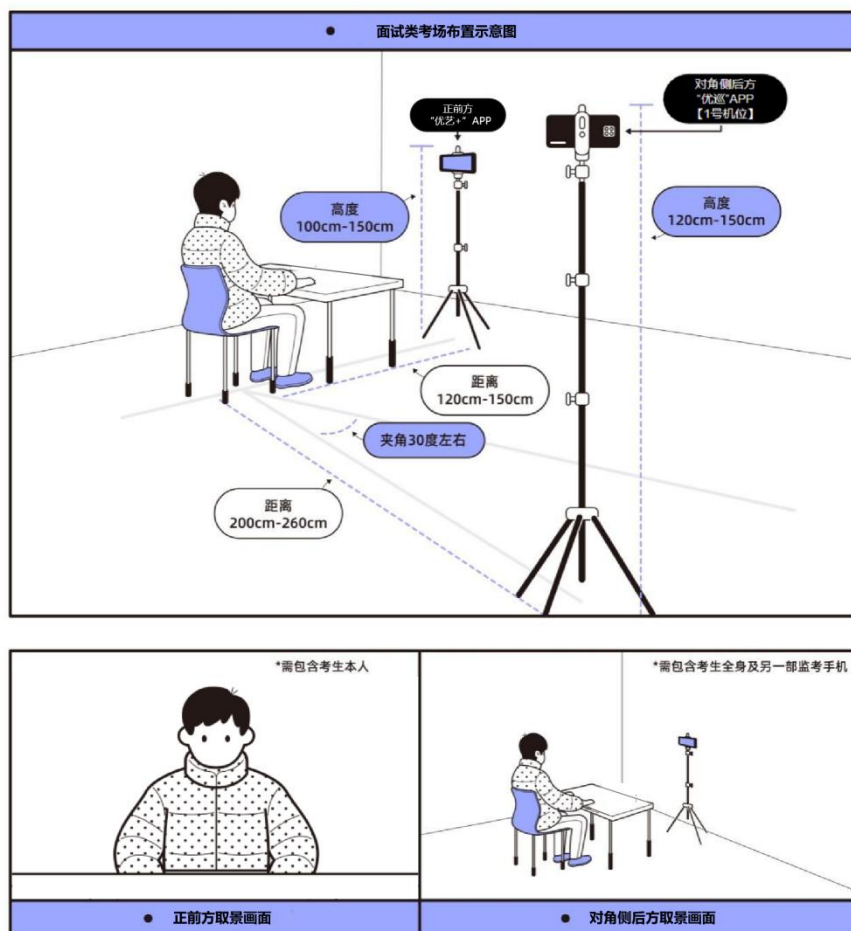 面试类考场布置示意图
正前方
“优艺+” APP
对角侧后方
“优巡”APP
【1号机位】
高度
100cm-150cm
高度
120cm-150cm
距离
120cm-150cm
夹角30度左右
距离
200cm-260cm
*需包含考生本人
*需包含考生全身及另一部监考手机
正前方取景画面
对角侧后方取景画面